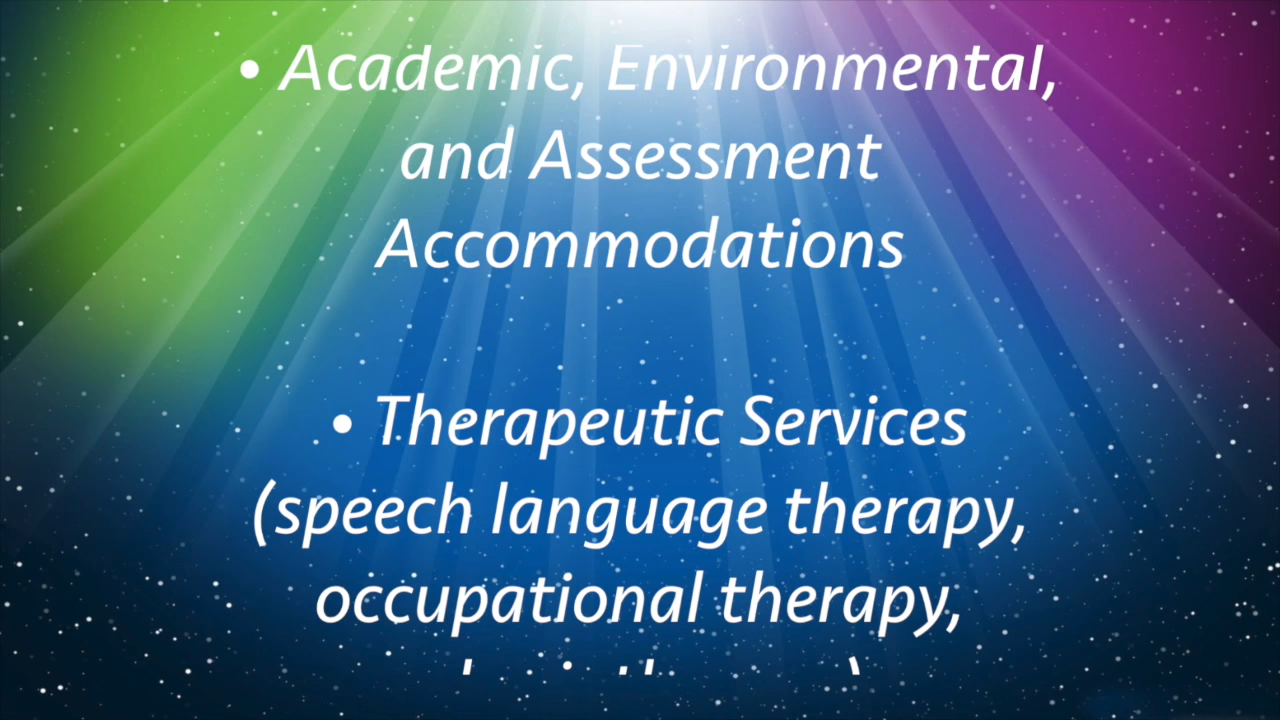 • Academic, Environmental,
and Assessment
Accommodations
• Therapeutic Services
(speech language therapy,
occupational therapy,